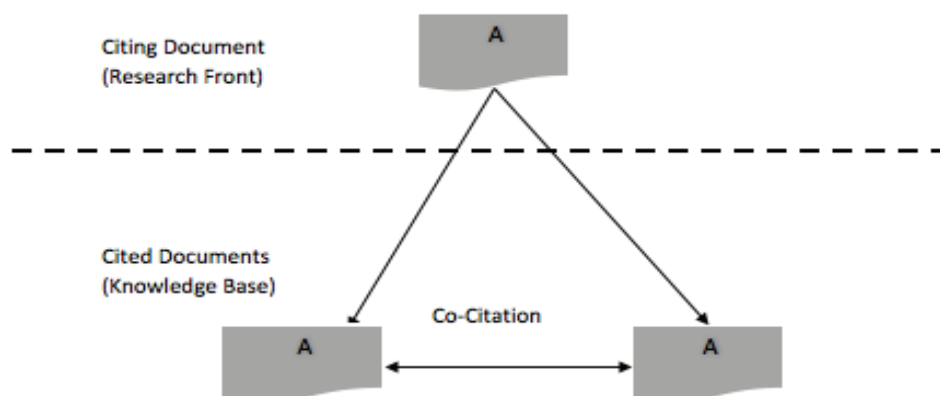 A
Citing Document
(Research Front)
Cited Documents
(Knowledge Base)
Co-Citation
A
A